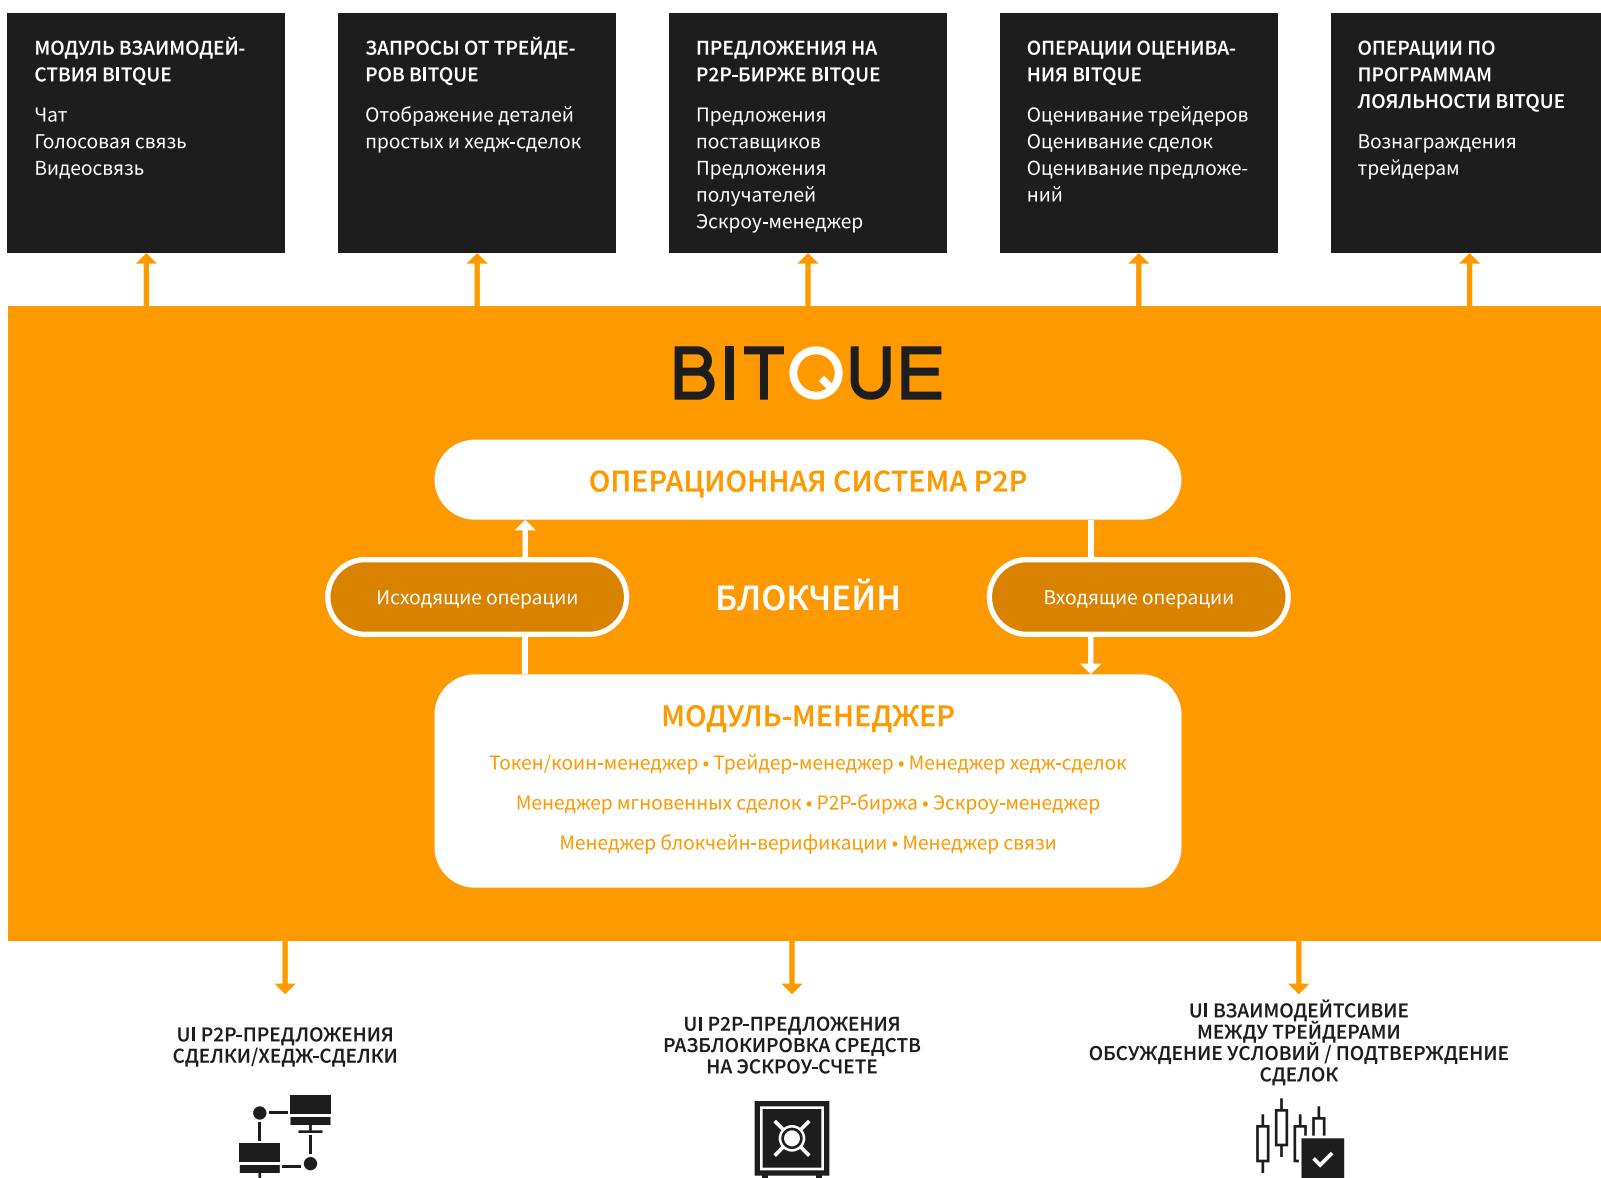 МОДУЛЬ ВЗАИМОДЕЙ-
СТВИЯ BITQUE
Чат
Голосовая связь
Видеосвязь
ЗАПРОСЫ ОТ ТРЕЙДЕ-
РОВ BITQUE
Отображение деталей
простых и хедж-сделок
ПРЕДЛОЖЕНИЯ НА
P2P-БИРЖЕ BITQUE
Предложения
поставщиков
Предложения
получателей
Эскроу-менеджер
ОПЕРАЦИИ ОЦЕНИВА-
НИЯ BITQUE
Оценивание трейдеров
Оценивание сделок
Оценивание предложе-
ний
ОПЕРАЦИИ ПО
ПРОГРАММАМ
ЛОЯЛЬНОСТИ BITQUE
Вознаграждения
трейдерам
BITQUE
ОПЕРАЦИОННАЯ СИСТЕМА P2P
Исходящие операции
БЛОКЧЕЙН
Входящие операции
МОДУЛЬ-МЕНЕДЖЕР
Токен/коин-менеджер • Трейдер-менеджер • Менеджер хедж-сделок
Менеджер мгновенных сделок • P2P-биржа • Эскроу-менеджер
Менеджер блокчейн-верификации • Менеджер связи
UI P2P-ПРЕДЛОЖЕНИЯ
СДЕЛКИ/ХЕДЖ-СДЕЛКИ
UI P2P-ПРЕДЛОЖЕНИЯ
РАЗБЛОКИРОВКА СРЕДСТВ
НА ЭСКРОУ-СЧЕТЕ
UI ВЗАИМОДЕЙТСИВИЕ
МЕЖДУ ТРЕЙДЕРАМИ
ОБСУЖДЕНИЕ УСЛОВИЙ / ПОДТВЕРЖДЕНИЕ
СДЕЛОК